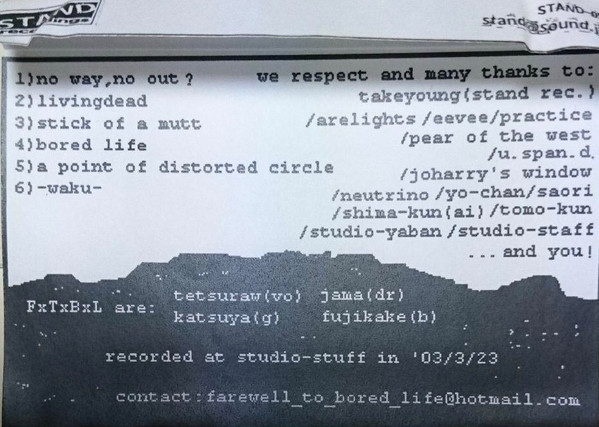 STAND
STAND
stand@sound.j
1)no way,no out?
2)livingdead
3)stick of a mutt
4)bored life
5)a point of distorted circle
6)-waku-
we respect and many thanks to:
takeyoung(stand rec.)
/arelights/eevee/practice
/pear of the west
/u.span.d.
/joharry's window
/neutrino/yo-chan/saori
/shima-kun(ai)/tomo-kun
/studio-yaban/studio-staff
...and you!
FxTxBxL are:
tetsuraw(vo) jama(dr)
katsuya(g) fujikake(b)
recorded at studio-stuff in '03/3/23
contact:farewell_to_bored_life@hotmail.com